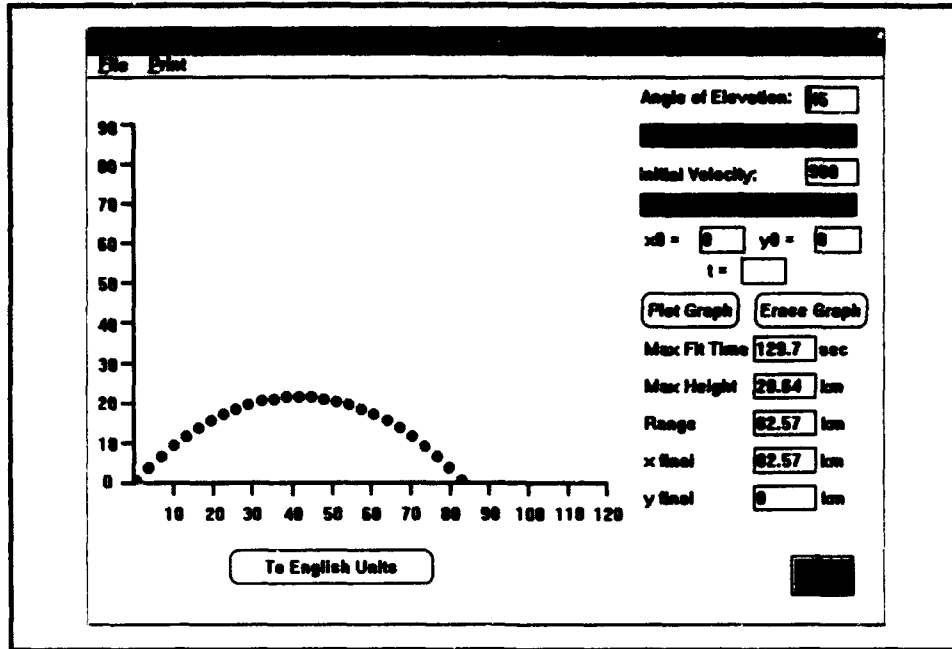 File Print
Angle of Elevation: 45
Initial Velocity: 900
x0 = 0 y0 = 0
t =
Plot Graph Erase Graph
Max Flt Time 129.7 sec
Max Height 20.64 km
Range 82.57 km
x final 82.57 km
y final 0 km
90
80
70
60
50
40
30
20
10
0
10 20 30 40 50 60 70 80 90 100 110 120
To English Units